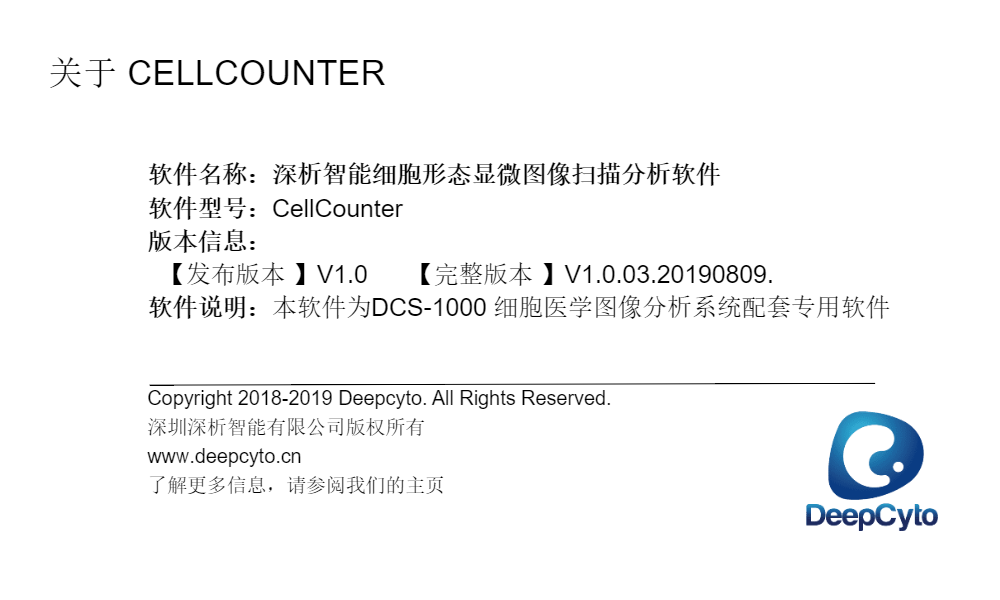 关于 CELLCOUNTER
软件名称：深析智能细胞形态显微图像扫描分析软件
软件型号：CellCounter
版本信息：
【发布版本 】V1.0 【完整版本 】V1.0.03.20190809.
软件说明：本软件为DCS-1000 细胞医学图像分析系统配套专用软件
Copyright 2018-2019 Deepcyto. All Rights Reserved.
深圳深析智能有限公司版权所有
www.deepcyto.cn
了解更多信息，请参阅我们的主页
DeepCyto